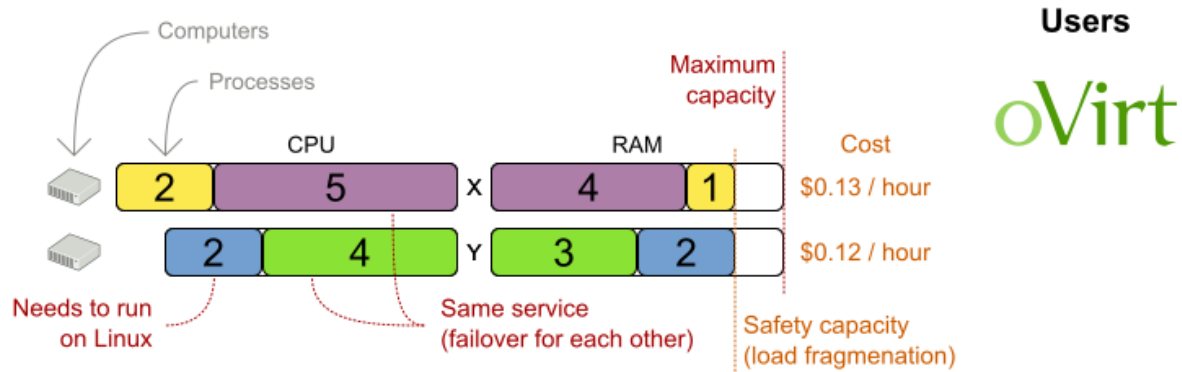 Users
Computers
Processes
Maximum
capacity
oVirt
CPU
RAM
Cost
2 5 X 4 1 $0.13 / hour
2 4 Y 3 2 $0.12 / hour
Needs to run
on Linux
Same service
(failover for each other)
Safety capacity
(load fragmenation)